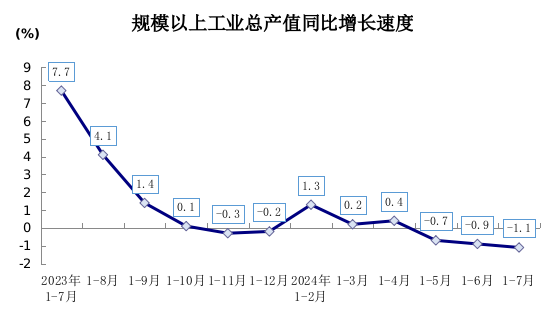 规模以上工业总产值同比增长速度
(%)
9
8
7
6
5
4
3
2
1
0
-1
-2
7.7
4.1
1.4
0.1
-0.3
-0.2
1.3
0.2
0.4
-0.7
-0.9
-1.1
2023年
1-7月
1-8月
1-9月
1-10月
1-11月
1-12月
2024年
1-2月
1-3月
1-4月
1-5月
1-6月
1-7月